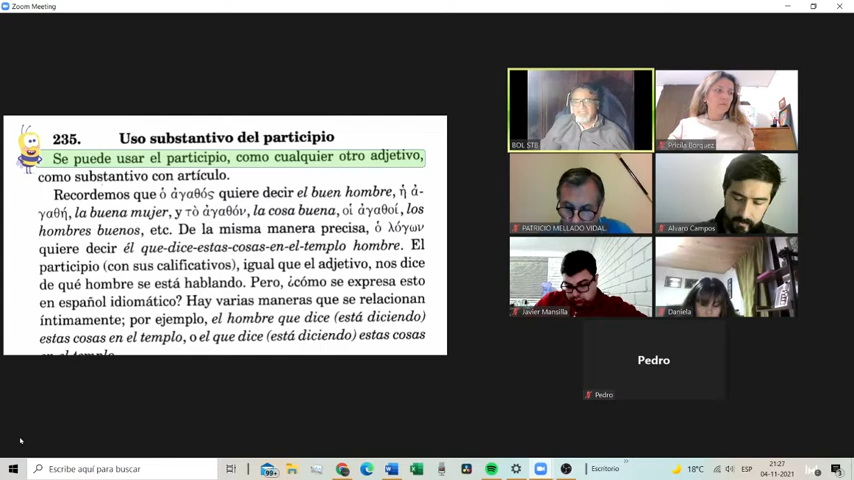 Zoom Meeting
235. Uso substantivo del participio
Se puede usar el participio, como cualquier otro adjetivo,
como substantivo con artículo.
Recordemos que ὁ ἀγαθός quiere decir el buen hombre, ἡ ἀ-
γαθή, la buena mujer, y τὸ ἀγαθόν, la cosa buena, οἱ ἀγαθοί, los
hombres buenos, etc. De la misma manera precisa, ὁ λόγων
quiere decir él que-dice-estas-cosas-en-el-templo hombre. El
participio (con sus calificativos), igual que el adjetivo, nos dice
de qué hombre se está hablando. Pero, ¿cómo se expresa esto
en español idiomático? Hay varias maneras que se relacionan
íntimamente; por ejemplo, el hombre que dice (está diciendo)
estas cosas en el templo, o el que dice (está diciendo) estas cosas
en el templo.
BOL STB
Pricila Borquez
PATRICIO MELLADO VIDAL
Alvaro Campos
Javier Mansilla
Daniela
Pedro
Pedro
Escribe aquí para buscar
99+
Escritorio
18°C
ESP
21:27
04-11-2021